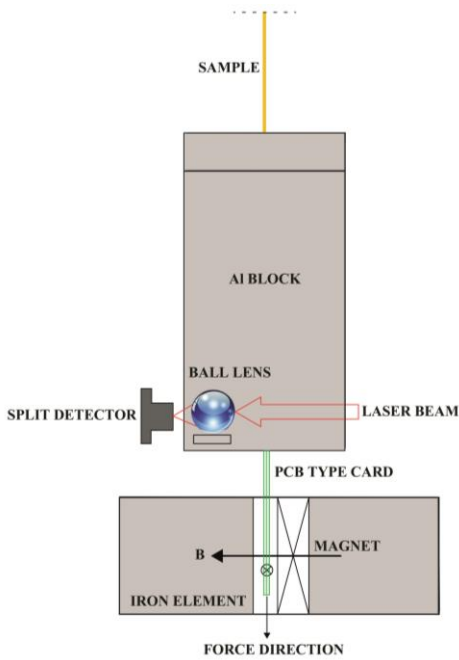 SAMPLE
Al BLOCK
BALL LENS
SPLIT DETECTOR
LASER BEAM
PCB TYPE CARD
B
MAGNET
IRON ELEMENT
FORCE DIRECTION